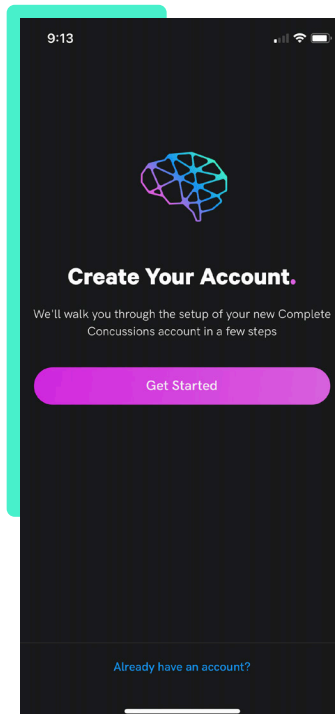 9:13
Create Your Account.
We'll walk you through the setup of your new Complete
Concussions account in a few steps
Get Started
Already have an account?